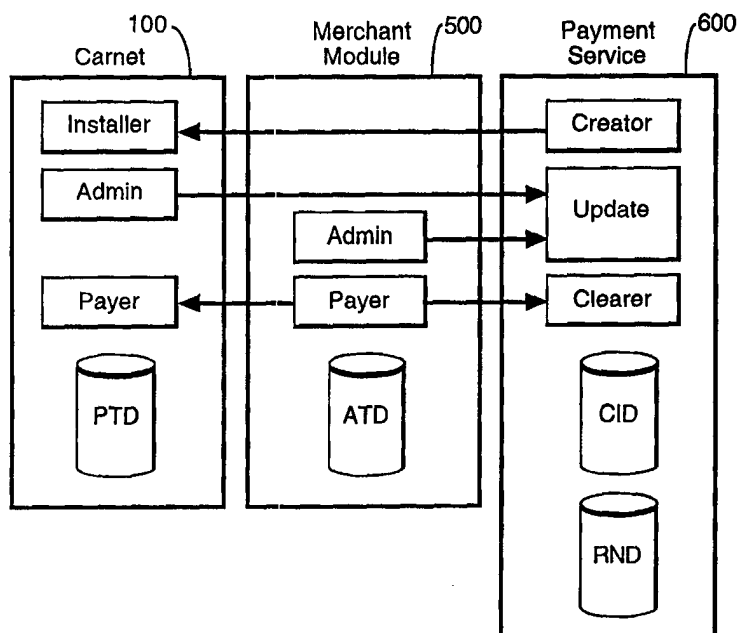 100
Carnet
Merchant
Module
500
Payment
Service
600
Installer
Creator
Admin
Update
Admin
Payer
Payer
Clearer
PTD
ATD
CID
RND